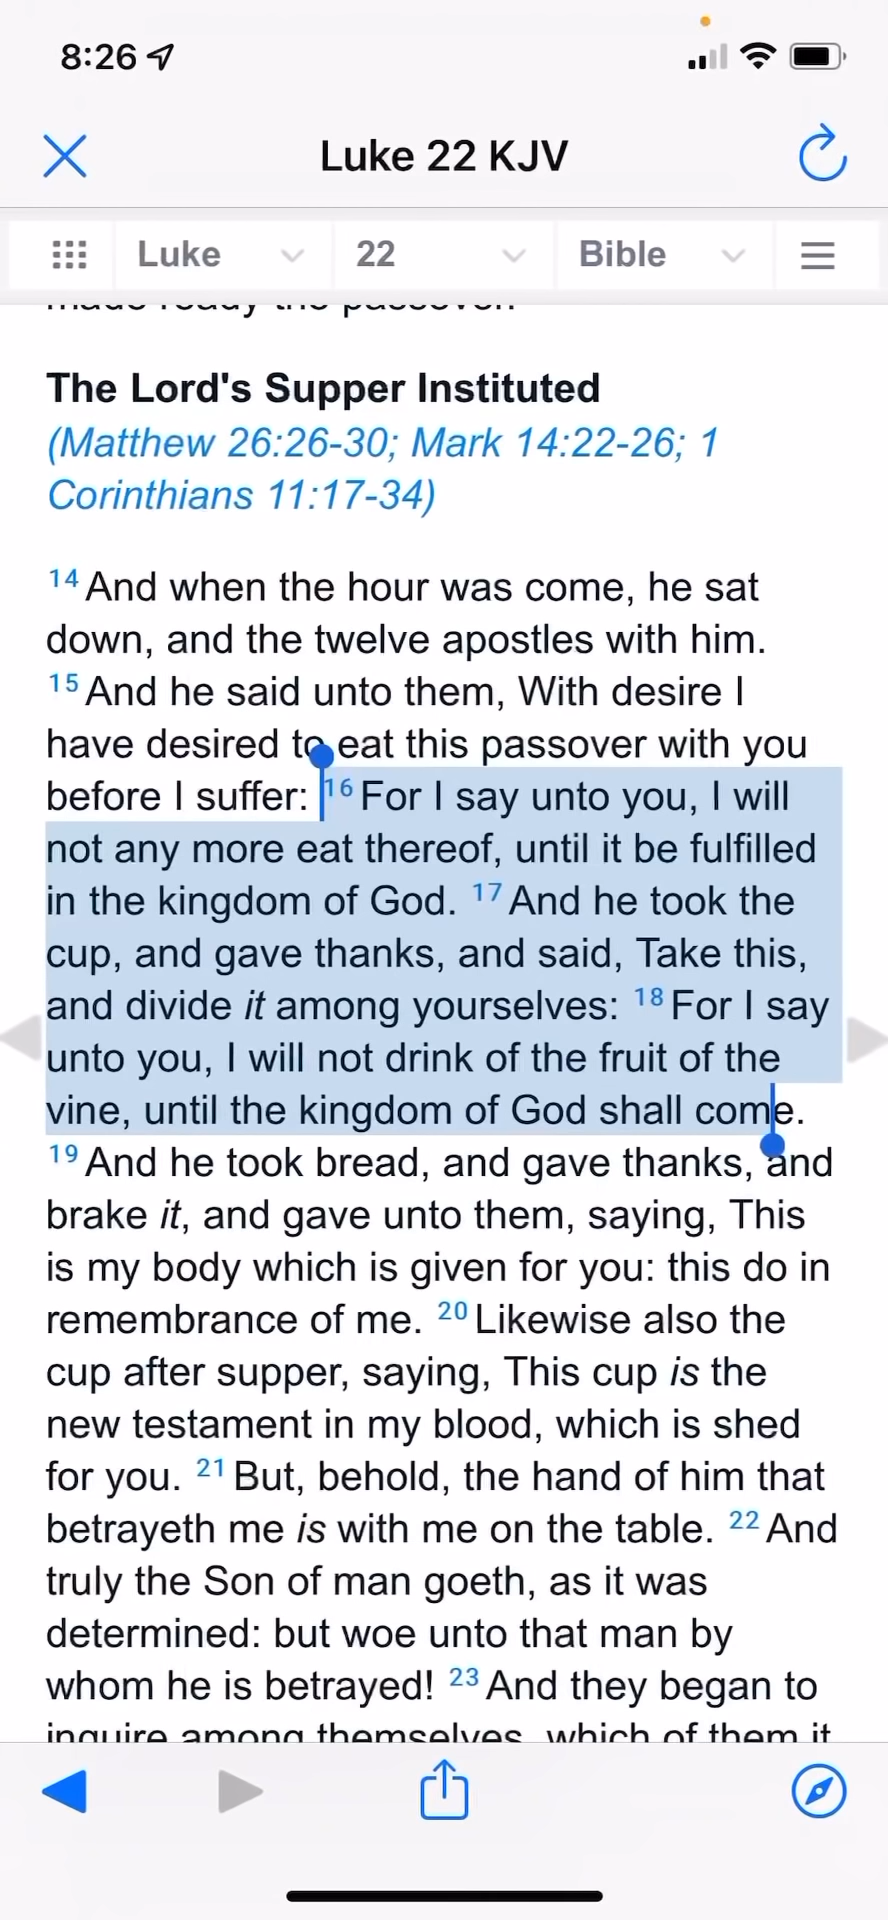 8:26
Luke 22 KJV
Luke 22 Bible
made ready the passover.
The Lord's Supper Instituted
(Matthew 26:26-30; Mark 14:22-26; 1
Corinthians 11:17-34)
14 And when the hour was come, he sat
down, and the twelve apostles with him.
15 And he said unto them, With desire I
have desired to eat this passover with you
before I suffer: 16 For I say unto you, I will
not any more eat thereof, until it be fulfilled
in the kingdom of God. 17 And he took the
cup, and gave thanks, and said, Take this,
and divide it among yourselves: 18 For I say
unto you, I will not drink of the fruit of the
vine, until the kingdom of God shall come.
19 And he took bread, and gave thanks, and
brake it, and gave unto them, saying, This
is my body which is given for you: this do in
remembrance of me. 20 Likewise also the
cup after supper, saying, This cup is the
new testament in my blood, which is shed
for you. 21 But, behold, the hand of him that
betrayeth me is with me on the table. 22 And
truly the Son of man goeth, as it was
determined: but woe unto that man by
whom he is betrayed! 23 And they began to
inquire among themselves, which of them it